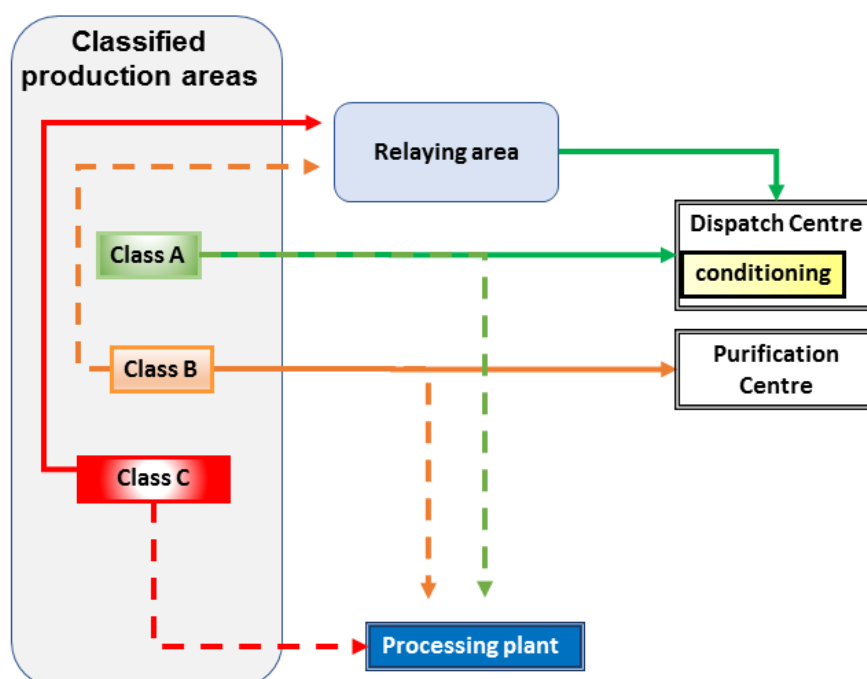 Classified
production areas
Relaying area
Dispatch Centre
conditioning
Class A
Class B
Purification
Centre
Class C
Processing plant